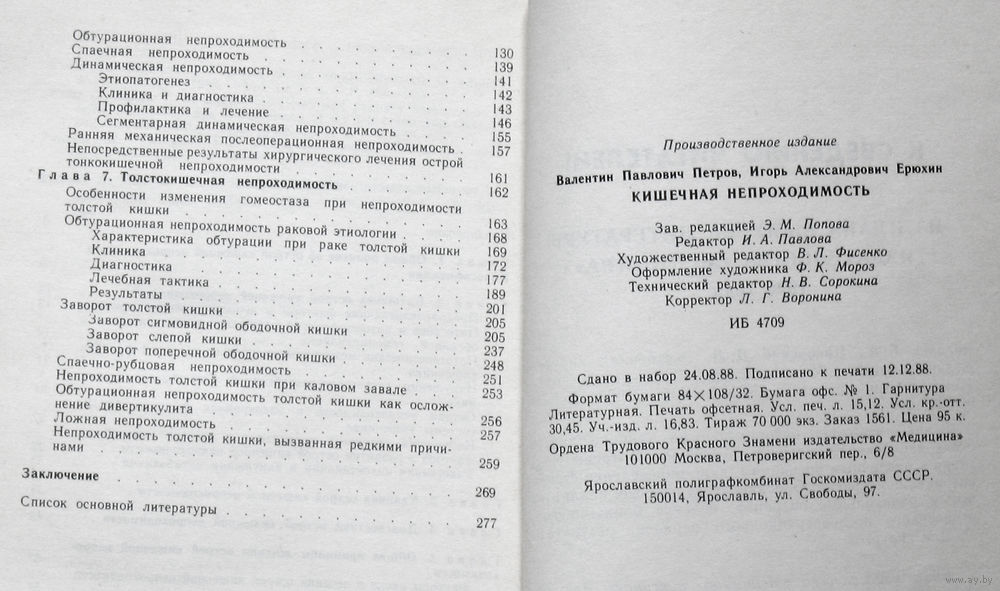 Обтурационная непроходимость . . . . . . . . 130
Спаечная непроходимость . . . . . . . . . . 139
Динамическая непроходимость . . . . . . . . 141
Этиопатогенез . . . . . . . . . . 142
Клиника и диагностика . . . . . . . . 143
Профилактика и лечение . . . . . . . . 146
Сегментарная динамическая непроходимость . . . . 155
Ранняя механическая послеоперационная непроходимость . 157
Непосредственные результаты хирургического лечения острой
тонкокишечной непроходимости . . . . . . . . 161
Глава 7. Толстокишечная непроходимость . . . . . . 162
Особенности изменения гомеостаза при непроходимости
толстой кишки . . . . . . . . . . 163
Обтурационная непроходимость раковой этиологии . . . 168
Характеристика обтурации при раке толстой кишки 169
Клиника . . . . . . . . . . 172
Диагностика . . . . . . . . . . 177
Лечебная тактика . . . . . . . . . 189
Результаты . . . . . . . . . . 201
Заворот толстой кишки . . . . . . . . . 205
Заворот сигмовидной ободочной кишки . . . . . 205
Заворот слепой кишки . . . . . . . . 237
Заворот поперечной ободочной кишки . . . . . 248
Спаечно-рубцовая непроходимость . . . . . . . 251
Непроходимость толстой кишки при каловом завале . . . 253
Обтурационная непроходимость толстой кишки как ослож-
нение дивертикулита . . . . . . . . . 256
Ложная непроходимость . . . . . . . . . 257
Непроходимость толстой кишки, вызванная редкими причи-
нами . . . . . . . . . . . . 259
Заключение . . . . . . . . . . . . 269
Список основной литературы . . . . . . . . . 277
Производственное издание
Валентин Павлович Петров, Игорь Александрович Ерюхин
КИШЕЧНАЯ НЕПРОХОДИМОСТЬ
Зав. редакцией Э. М. Попова
Редактор И. А. Павлова
Художественный редактор В. Л. Фисенко
Оформление художника Ф. К. Мороз
Технический редактор Н. В. Сорокина
Корректор Л. Г. Воронина
ИБ 4709
Сдано в набор 24.08.88. Подписано к печати 12.12.88.
Формат бумаги 84×108/32. Бумага офс. № 1. Гарнитура
Литературная. Печать офсетная. Усл. печ. л. 15,12. Усл. кр.-отт.
30,45. Уч.-изд. л. 16,83. Тираж 70 000 экз. Заказ 1561. Цена 95 к.
Ордена Трудового Красного Знамени издательство «Медицина»
101000 Москва, Петроверигский пер., 6/8
Ярославский полиграфкомбинат Госкомиздата СССР.
150014, Ярославль, ул. Свободы, 97.
www.ay.by